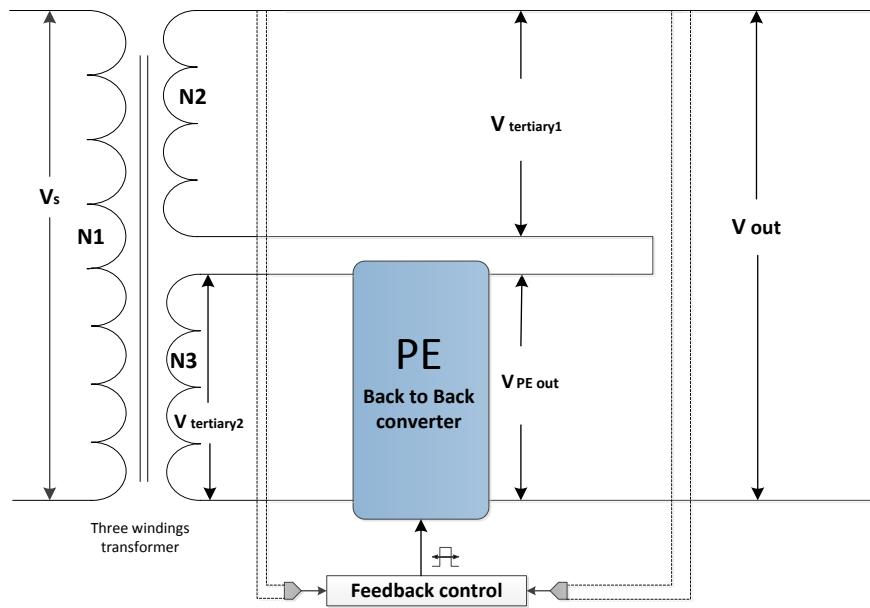 N2
V tertiary1
Vs
N1
V out
PE
Back to Back
converter
N3
V PE out
V tertiary2
Three windings
transformer
Feedback control